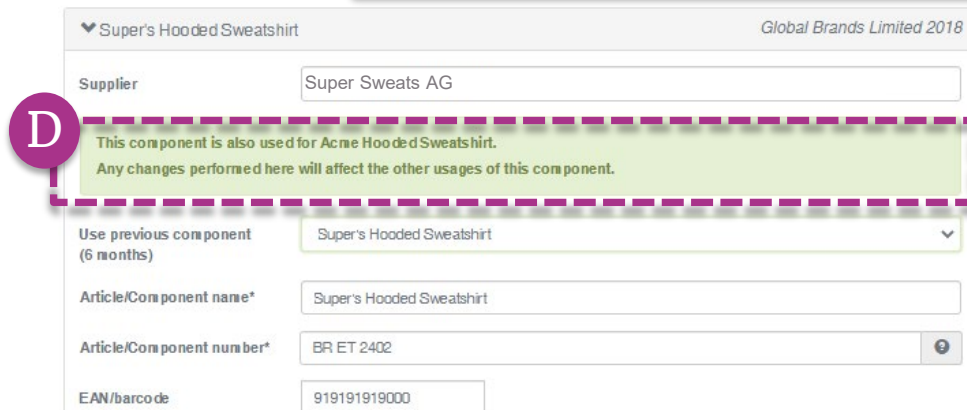 Super's Hooded Sweatshirt Global Brands Limited 2018
Supplier Super Sweats AG
D
This component is also used for Acme Hooded Sweatshirt.
Any changes performed here will affect the other usages of this component.
Use previous component Super's Hooded Sweatshirt
(6 months)
Article/Component name* Super's Hooded Sweatshirt
Article/Component number* BR ET 2402 ?
EAN/barcode 919191919000